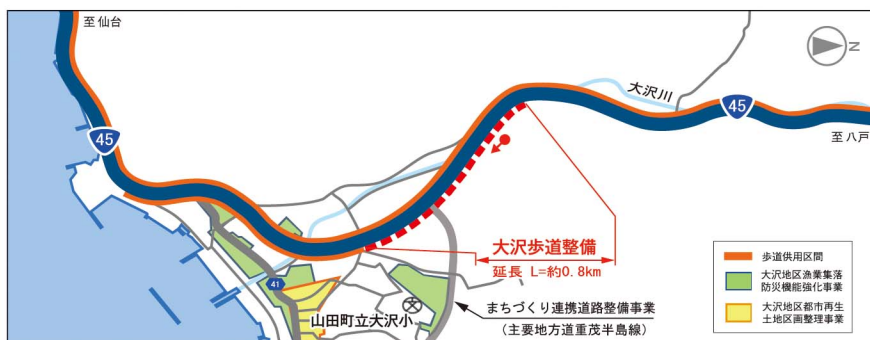 至仙台
N
大沢川
45
45
至八戸
大沢歩道整備
延長 L=約0.8km
41
山田町立大沢小
まちづくり連携道路整備事業
（主要地方道重茂半島線）
歩道供用区間
大沢地区漁業集落
防災機能強化事業
大沢地区都市再生
土地区画整理事業